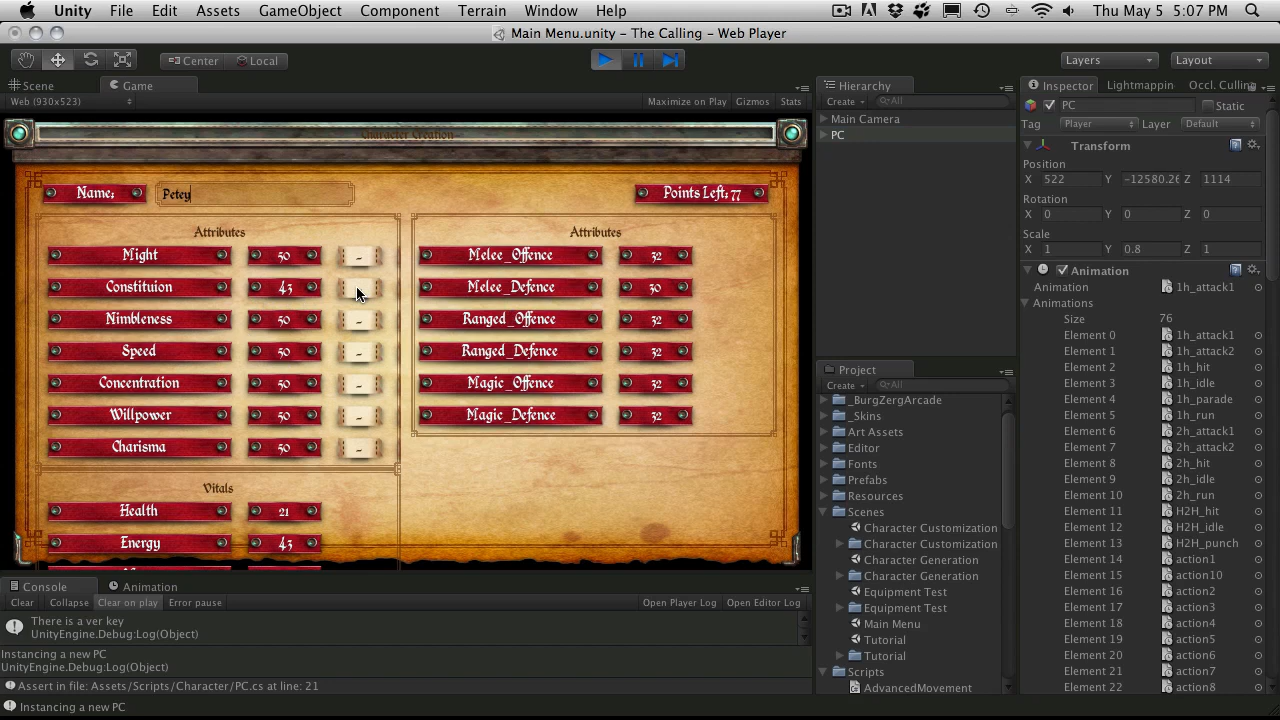 Unity File Edit Assets GameObject Component Terrain Window Help Thu May 5 5:07 PM
Main Menu.unity – The Calling – Web Player
Center Local Layers Layout
Scene Game
Web (930x523) Maximize on Play Gizmos Stats
Character Creation
Name: Petey Points Left: 77
Attributes
Might 50 -
Constituion 43
Nimbleness 50 -
Speed 50 -
Concentration 50 -
Willpower 50 -
Charisma 50 -
Vitals
Health 21
Energy 43
Attributes
Melee_Offence 32
Melee_Defence 30
Ranged_Offence 32
Ranged_Defence 32
Magic_Offence 32
Magic_Defence 32
Console Animation
Clear Collapse Clear on play Error pause Open Player Log Open Editor Log
There is a ver key
UnityEngine.Debug:Log(Object)
Instancing a new PC
UnityEngine.Debug:Log(Object)
Assert in file: Assets/Scripts/Character/PC.cs at line: 21
Instancing a new PC
Hierarchy
Create All
Main Camera
PC
Project
Create All
_BurgZergArcade
_Skins
Art Assets
Editor
Fonts
Prefabs
Resources
Scenes
Character Customization
Character Customization
Character Generation
Character Generation
Equipment Test
Equipment Test
Main Menu
Tutorial
Tutorial
Scripts
AdvancedMovement
Inspector Lightmappin Occl. Culling
PC Static
Tag Player Layer Default
Transform
Position
X 522 Y -12580.26 Z 1114
Rotation
X 0 Y 0 Z 0
Scale
X 1 Y 0.8 Z 1
Animation
Animation 1h_attack1
Animations
Size 76
Element 0 1h_attack1
Element 1 1h_attack2
Element 2 1h_hit
Element 3 1h_idle
Element 4 1h_parade
Element 5 1h_run
Element 6 2h_attack1
Element 7 2h_attack2
Element 8 2h_hit
Element 9 2h_idle
Element 10 2h_run
Element 11 H2H_hit
Element 12 H2H_idle
Element 13 H2H_punch
Element 14 action1
Element 15 action10
Element 16 action2
Element 17 action3
Element 18 action4
Element 19 action5
Element 20 action6
Element 21 action7
Element 22 action8